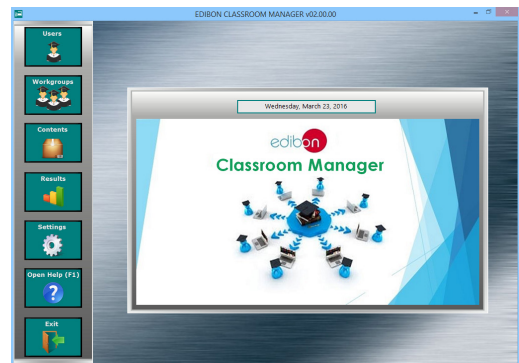 EDIBON CLASSROOM MANAGER v02.00.00
Users
Workgroups
Contents
Results
Settings
Open Help (F1)
?
Exit
Wednesday, March 23, 2016
edibon
Classroom Manager